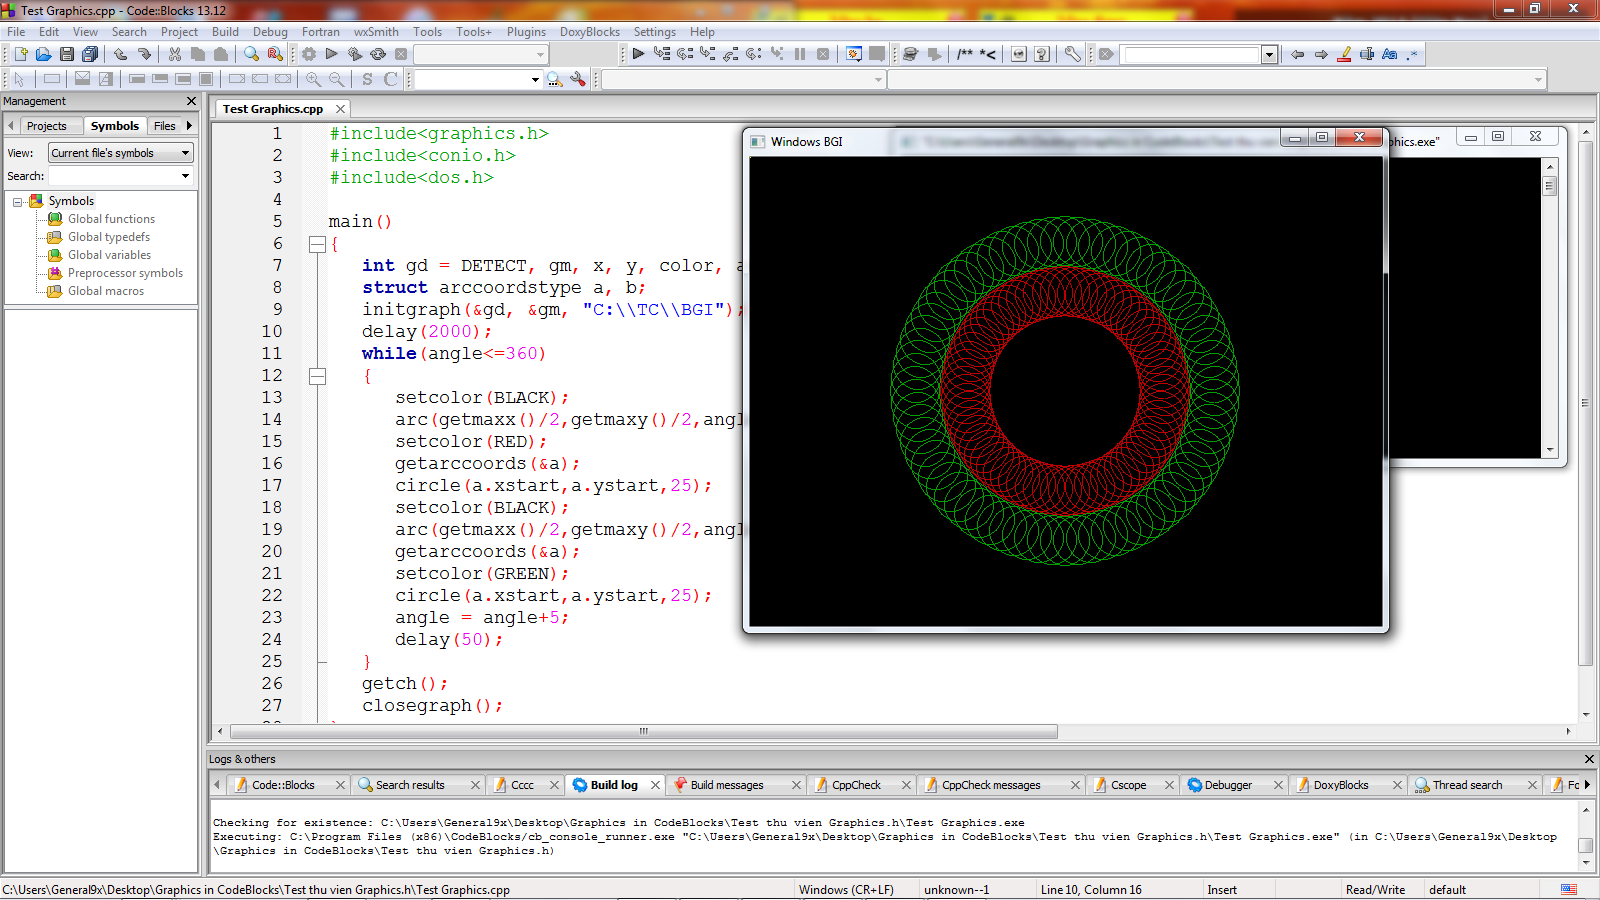 Test Graphics.cpp - Code::Blocks 13.12
File Edit View Search Project Build Debug Fortran wxSmith Tools Tools+ Plugins DoxyBlocks Settings Help
/** *<
S C
Management
Projects Symbols Files
View: Current file's symbols
Search:
Symbols
Global functions
Global typedefs
Global variables
Preprocessor symbols
Global macros
Test Graphics.cpp
1 #include<graphics.h>
2 #include<conio.h>
3 #include<dos.h>
4
5 main()
6 {
7 int gd = DETECT, gm, x, y, color, a
8 struct arccoordstype a, b;
9 initgraph(&gd, &gm, "C:\\TC\\BGI");
10 delay(2000);
11 while(angle<=360)
12 {
13 setcolor(BLACK);
14 arc(getmaxx()/2,getmaxy()/2,angl
15 setcolor(RED);
16 getarccoords(&a);
17 circle(a.xstart,a.ystart,25);
18 setcolor(BLACK);
19 arc(getmaxx()/2,getmaxy()/2,angl
20 getarccoords(&a);
21 setcolor(GREEN);
22 circle(a.xstart,a.ystart,25);
23 angle = angle+5;
24 delay(50);
25 }
26 getch();
27 closegraph();
Windows BGI
phics.exe"
Logs & others
Code::Blocks Search results Cccc Build log Build messages CppCheck CppCheck messages Cscope Debugger DoxyBlocks Thread search Fo
Checking for existence: C:\Users\General9x\Desktop\Graphics in CodeBlocks\Test thu vien Graphics.h\Test Graphics.exe
Executing: C:\Program Files (x86)\CodeBlocks/cb_console_runner.exe "C:\Users\General9x\Desktop\Graphics in CodeBlocks\Test thu vien Graphics.h\Test Graphics.exe" (in C:\Users\General9x\Desktop
\Graphics in CodeBlocks\Test thu vien Graphics.h)
C:\Users\General9x\Desktop\Graphics in CodeBlocks\Test thu vien Graphics.h\Test Graphics.cpp Windows (CR+LF) unknown--1 Line 10, Column 16 Insert Read/Write default